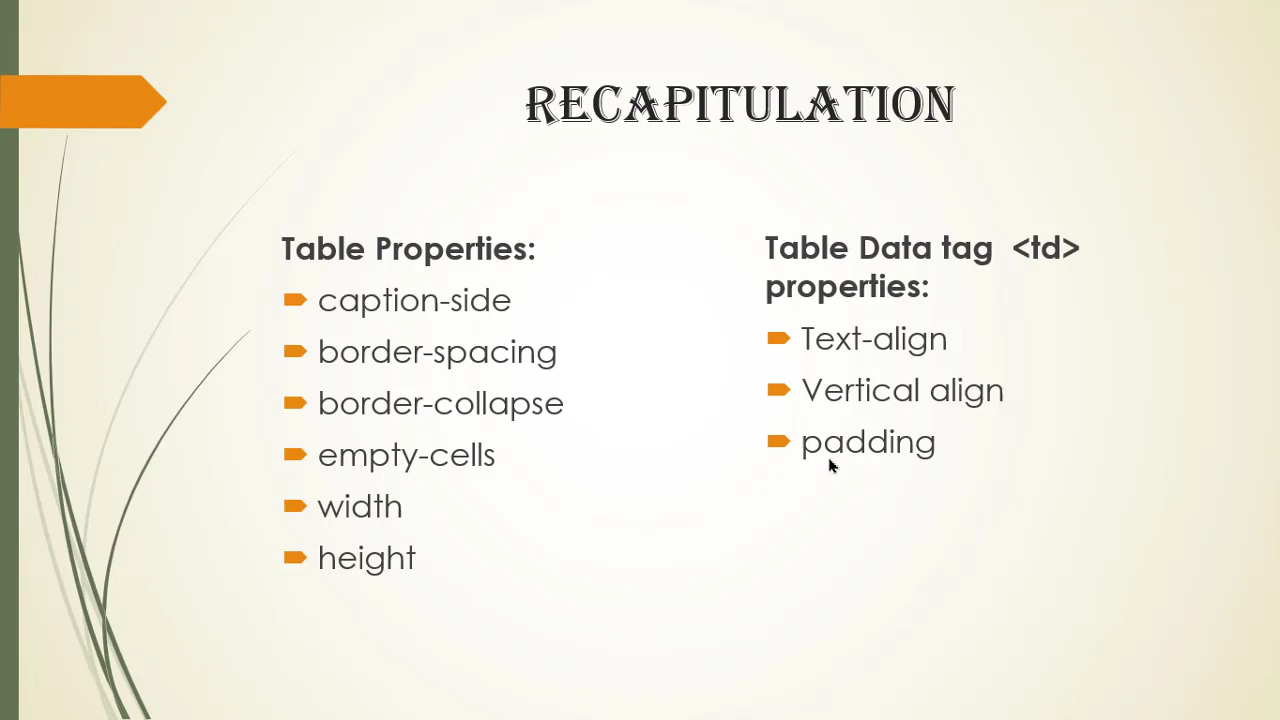 RECAPITULATION
Table Properties:
caption-side
border-spacing
border-collapse
empty-cells
width
height
Table Data tag <td>
properties:
Text-align
Vertical align
padding